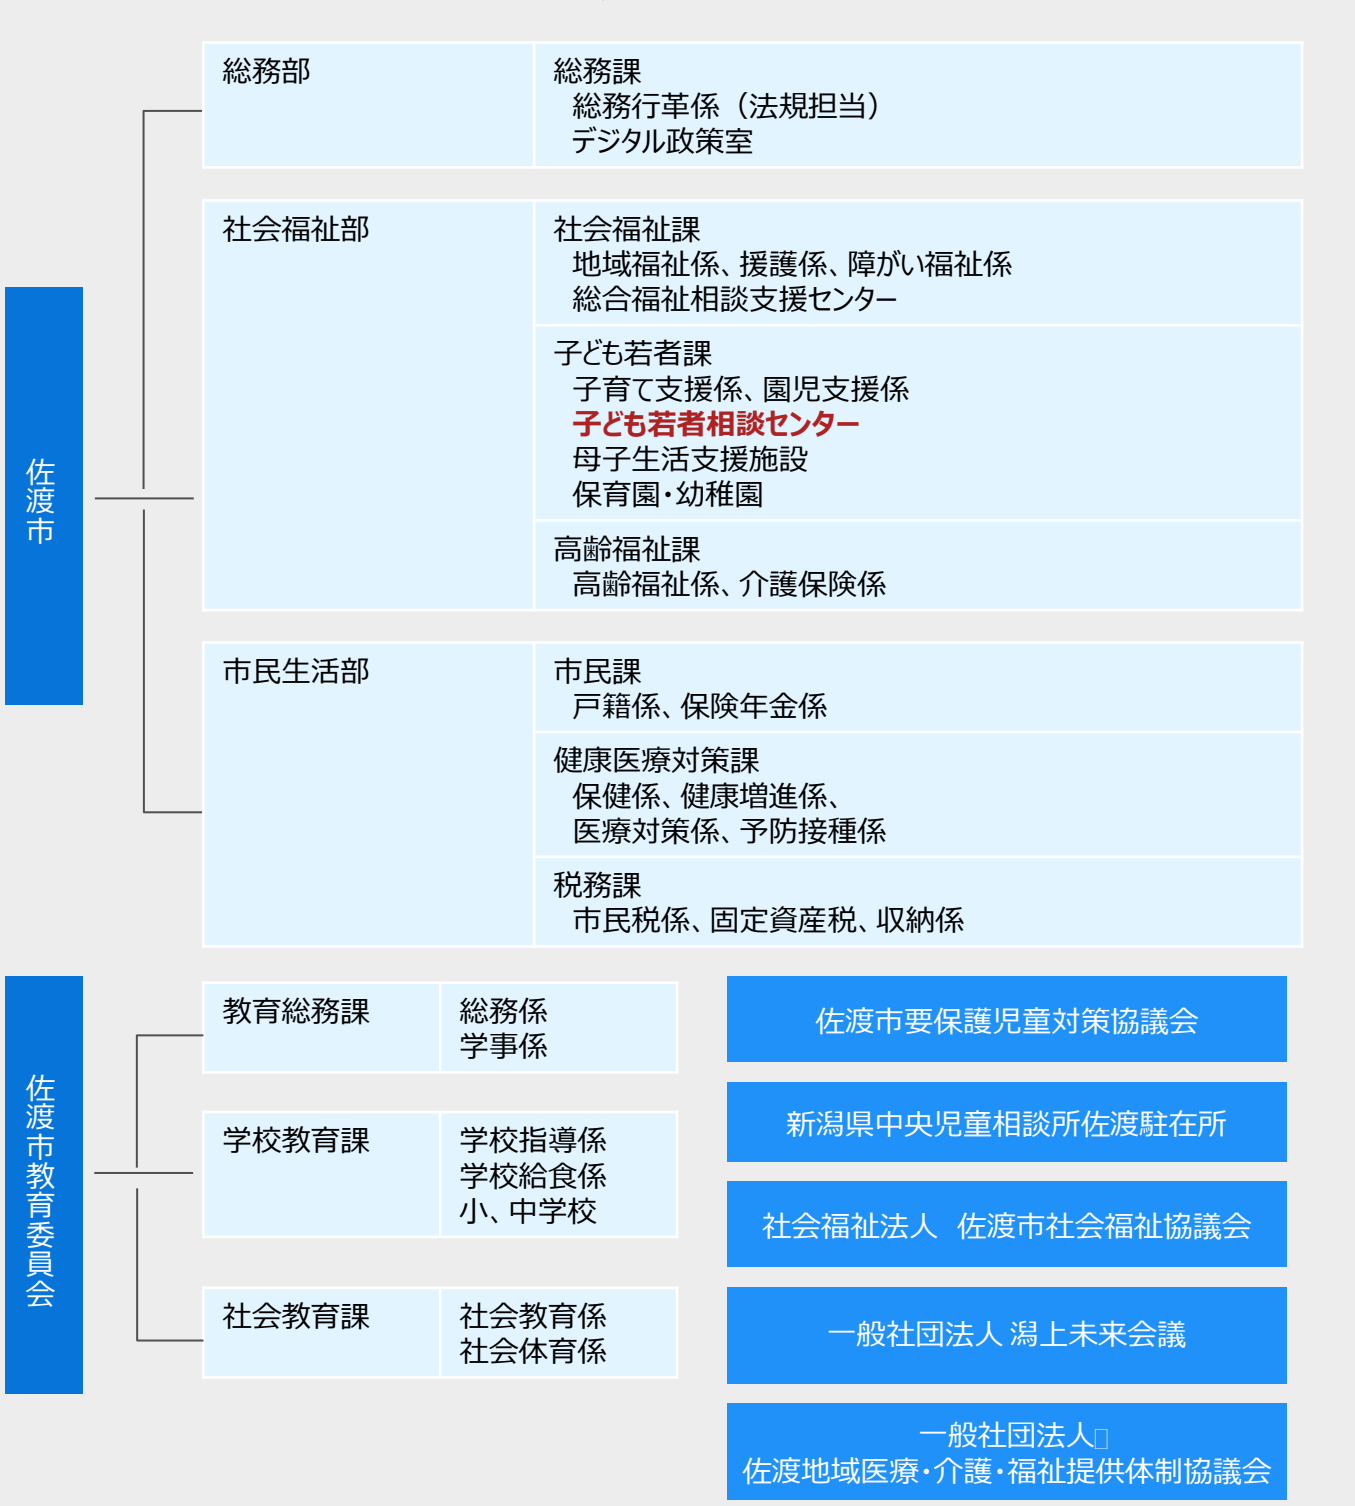 佐渡市
総務部
総務課
総務行革係（法規担当）
デジタル政策室
社会福祉部
社会福祉課
地域福祉係、援護係、障がい福祉係
総合福祉相談支援センター
子ども若者課
子育て支援係、園児支援係
子ども若者相談センター
母子生活支援施設
保育園・幼稚園
高齢福祉課
高齢福祉係、介護保険係
市民生活部
市民課
戸籍係、保険年金係
健康医療対策課
保健係、健康増進係、
医療対策係、予防接種係
税務課
市民税係、固定資産税、収納係
佐渡市教育委員会
教育総務課
総務係
学事係
学校教育課
学校指導係
学校給食係
小、中学校
社会教育課
社会教育係
社会体育係
佐渡市要保護児童対策協議会
新潟県中央児童相談所佐渡駐在所
社会福祉法人　佐渡市社会福祉協議会
一般社団法人 潟上未来会議
一般社団法人
佐渡地域医療・介護・福祉提供体制協議会